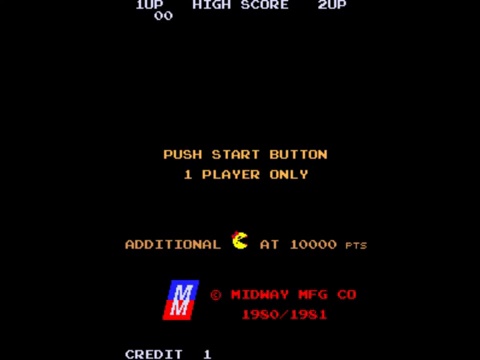 1UP HIGH SCORE 2UP
00
PUSH START BUTTON
1 PLAYER ONLY
ADDITIONAL AT 10000 PTS
MM
© MIDWAY MFG CO
1980/1981
CREDIT 1